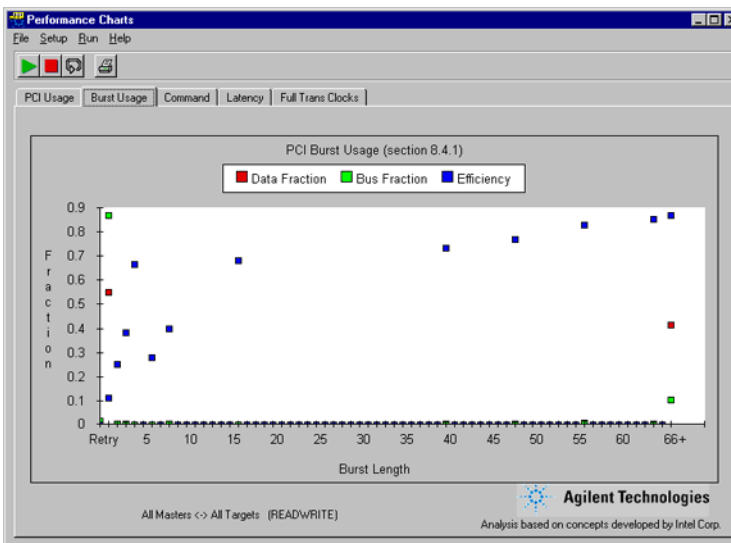 Performance Charts
File Setup Run Help
PCI Usage Burst Usage Command Latency Full Trans Clocks
PCI Burst Usage (section 8.4.1)
Data Fraction Bus Fraction Efficiency
Fraction
0.9
0.8
0.7
0.6
0.5
0.4
0.3
0.2
0.1
0
Retry 5 10 15 20 25 30 35 40 45 50 55 60 66+
Burst Length
Agilent Technologies
All Masters <-> All Targets (READWRITE)
Analysis based on concepts developed by Intel Corp.